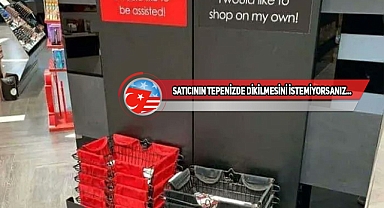 be assisted!
I would like to
shop on my own!
SATICININ TEPENİZDE DİKİLMESİNİ İSTEMİYORSANIZ...